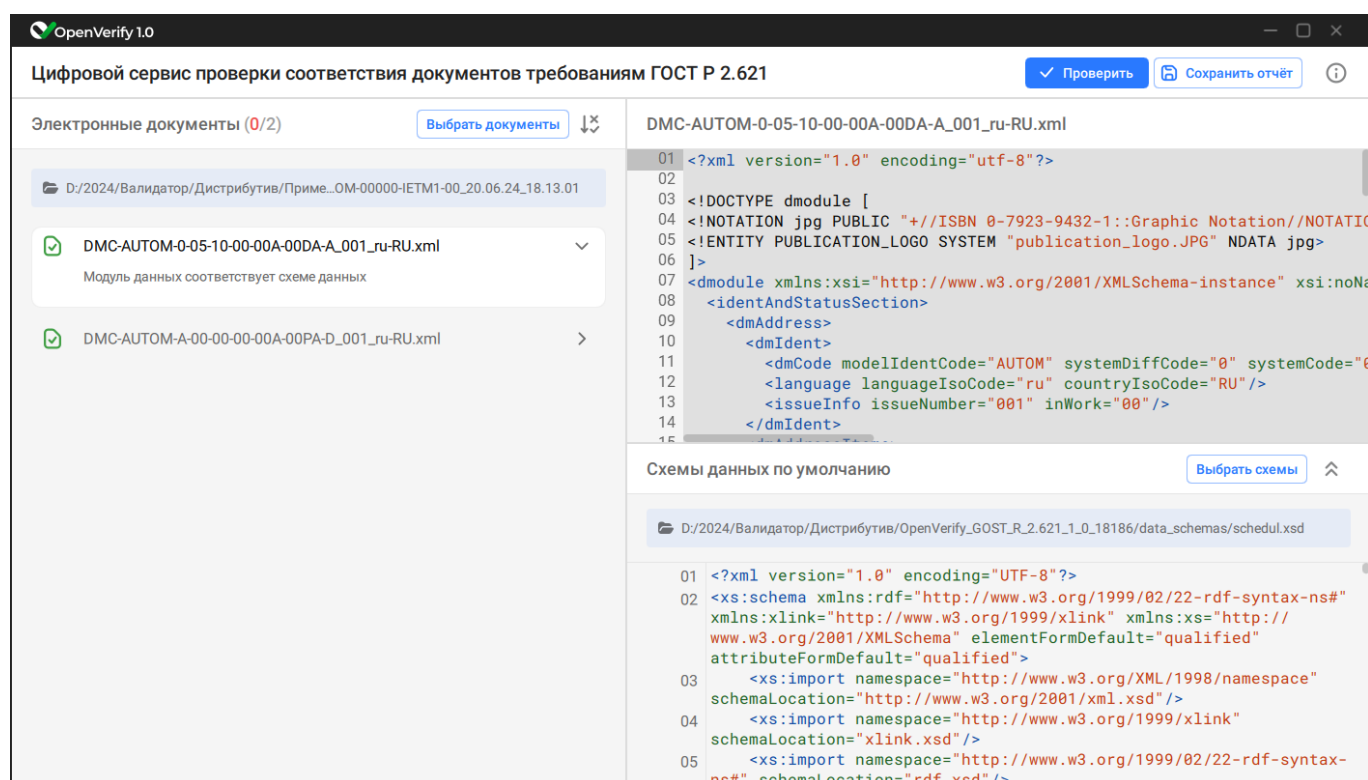 OpenVerify 1.0
Цифровой сервис проверки соответствия документов требованиям ГОСТ Р 2.621
Проверить
Сохранить отчёт
Электронные документы (0/2)
Выбрать документы
D:/2024/Валидатор/Дистрибутив/Приме...OM-00000-IETM1-00_20.06.24_18.13.01
DMC-AUTOM-0-05-10-00-00A-00DA-A_001_ru-RU.xml
Модуль данных соответствует схеме данных
DMC-AUTOM-A-00-00-00-00A-00PA-D_001_ru-RU.xml
DMC-AUTOM-0-05-10-00-00A-00DA-A_001_ru-RU.xml
01 <?xml version="1.0" encoding="utf-8"?>
02
03 <!DOCTYPE dmodule [
04 <!NOTATION jpg PUBLIC "+//ISBN 0-7923-9432-1::Graphic Notation//NOTATIO
05 <!ENTITY PUBLICATION_LOGO SYSTEM "publication_logo.JPG" NDATA jpg>
06 ]>
07 <dmodule xmlns:xsi="http://www.w3.org/2001/XMLSchema-instance" xsi:noNa
08 <identAndStatusSection>
09 <dmAddress>
10 <dmIdent>
11 <dmCode modelIdentCode="AUTOM" systemDiffCode="0" systemCode="0
12 <language languageIsoCode="ru" countryIsoCode="RU"/>
13 <issueInfo issueNumber="001" inWork="00"/>
14 </dmIdent>
15
Схемы данных по умолчанию
Выбрать схемы
D:/2024/Валидатор/Дистрибутив/OpenVerify_GOST_R_2.621_1_0_18186/data_schemas/schedul.xsd
01 <?xml version="1.0" encoding="UTF-8"?>
02 <xs:schema xmlns:rdf="http://www.w3.org/1999/02/22-rdf-syntax-ns#"
xmlns:xlink="http://www.w3.org/1999/xlink" xmlns:xs="http://
www.w3.org/2001/XMLSchema" elementFormDefault="qualified"
attributeFormDefault="qualified">
03 <xs:import namespace="http://www.w3.org/XML/1998/namespace"
schemaLocation="http://www.w3.org/2001/xml.xsd"/>
04 <xs:import namespace="http://www.w3.org/1999/xlink"
schemaLocation="xlink.xsd"/>
05 <xs:import namespace="http://www.w3.org/1999/02/22-rdf-syntax-
ns#" schemaLocation="rdf.xsd"/>